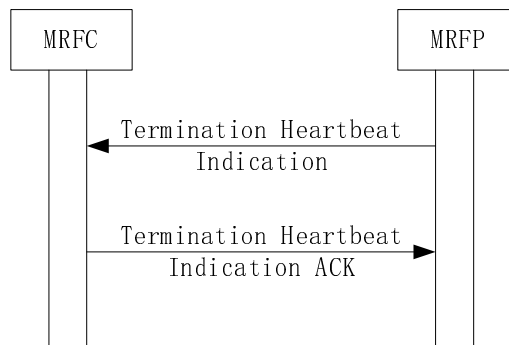 MRFC
MRFP
Termination Heartbeat
Indication
Termination Heartbeat
Indication ACK